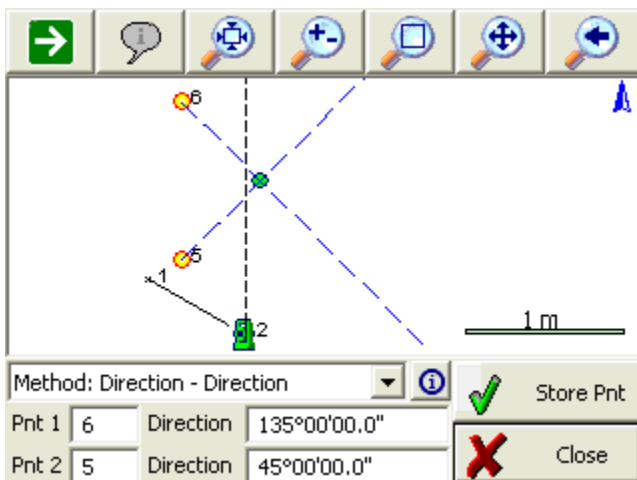 6
5
1
2
1 m
Method: Direction - Direction
Store Pnt
Pnt 1 6 Direction 135°00'00.0"
Close
Pnt 2 5 Direction 45°00'00.0"